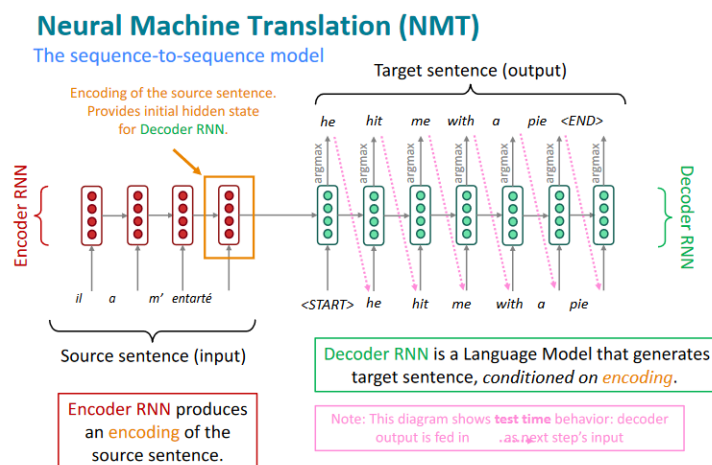 Neural Machine Translation (NMT)
The sequence-to-sequence model
Target sentence (output)
Encoding of the source sentence.
Provides initial hidden state
for Decoder RNN.
he hit me with a pie <END>
argmax argmax argmax argmax argmax argmax argmax
Encoder RNN
Decoder RNN
il a m' entarté
<START> he hit me with a pie
Source sentence (input)
Decoder RNN is a Language Model that generates
target sentence, conditioned on encoding.
Encoder RNN produces
an encoding of the
source sentence.
Note: This diagram shows test time behavior: decoder
output is fed in as next step's input